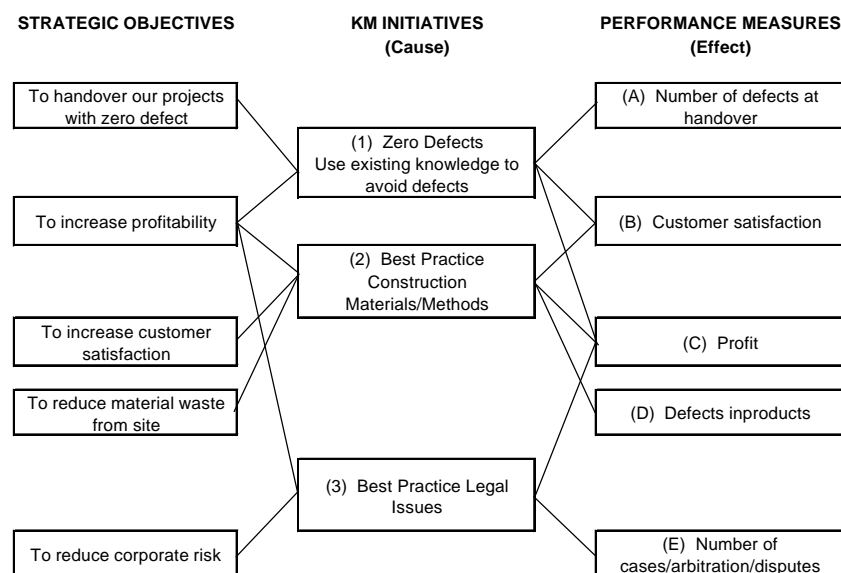 STRATEGIC OBJECTIVES
KM INITIATIVES
(Cause)
PERFORMANCE MEASURES
(Effect)
To handover our projects
with zero defect
To increase profitability
To increase customer
satisfaction
To reduce material waste
from site
To reduce corporate risk
(1) Zero Defects
Use existing knowledge to
avoid defects
(2) Best Practice
Construction
Materials/Methods
(3) Best Practice Legal
Issues
(A) Number of defects at
handover
(B) Customer satisfaction
(C) Profit
(D) Defects inproducts
(E) Number of
cases/arbitration/disputes